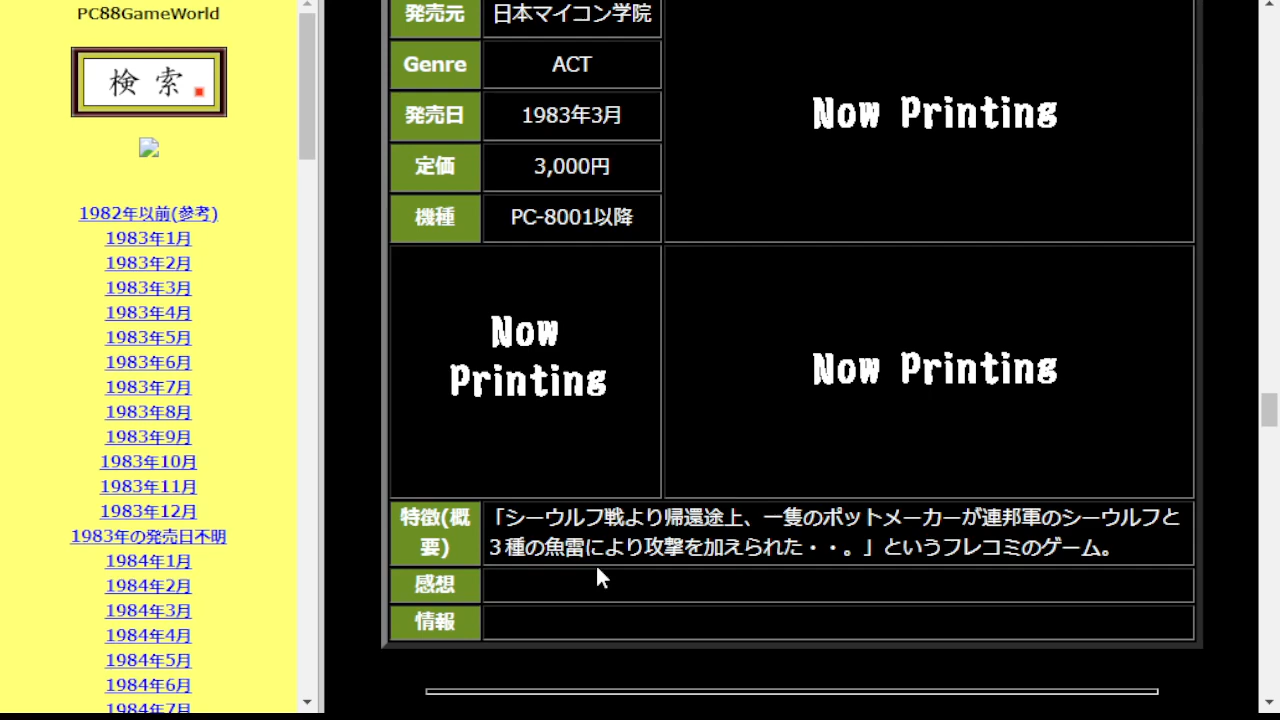 PC88GameWorld
検索
1982年以前(参考)
1983年1月
1983年2月
1983年3月
1983年4月
1983年5月
1983年6月
1983年7月
1983年8月
1983年9月
1983年10月
1983年11月
1983年12月
1983年の発売日不明
1984年1月
1984年2月
1984年3月
1984年4月
1984年5月
1984年6月
1984年7月
発売元 日本マイコン学院
Genre ACT
発売日 1983年3月
定価 3,000円
機種 PC-8001以降
Now Printing
Now
Printing
Now Printing
特徴(概
要)
「シーウルフ戦より帰還途上、一隻のポットメーカーが連邦軍のシーウルフと
３種の魚雷により攻撃を加えられた・・。」というフレコミのゲーム。
感想
情報